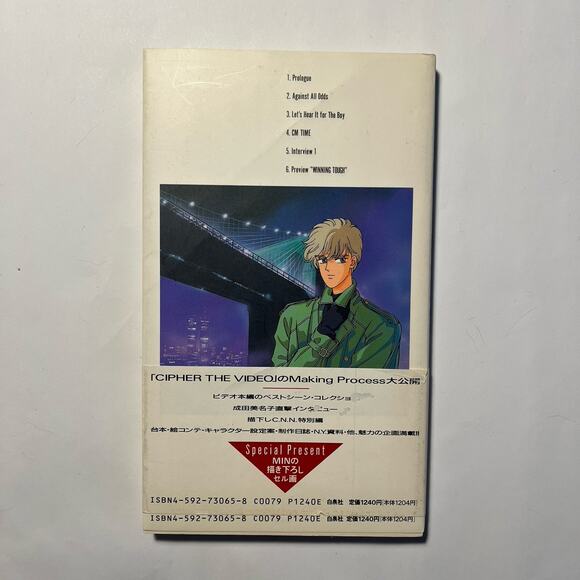 1. Prologue
2. Against All Odds
3. Let's Hear It for The Boy
4. CM TIME
5. Interview 1
6. Preview "WINNING TOUGH"
「CIPHER THE VIDEO」のMaking Process大公開
ビデオ本編のベストシーン・コレクショ
成田美名子直撃インタビュー
描下しC.N.N.特別編
台本・絵コンテ・キャラクター設定案・制作日誌・N.Y.資料・他、魅力の企画満載!!
Special Present
MINの
描き下ろし
セル画
ISBN4-592-73065-8 C0079 P1240E 白泉社 定価1240円(本体1204円)
ISBN4-592-73065-8 C0079 P1240E 白泉社 定価1240円(本体1204円)